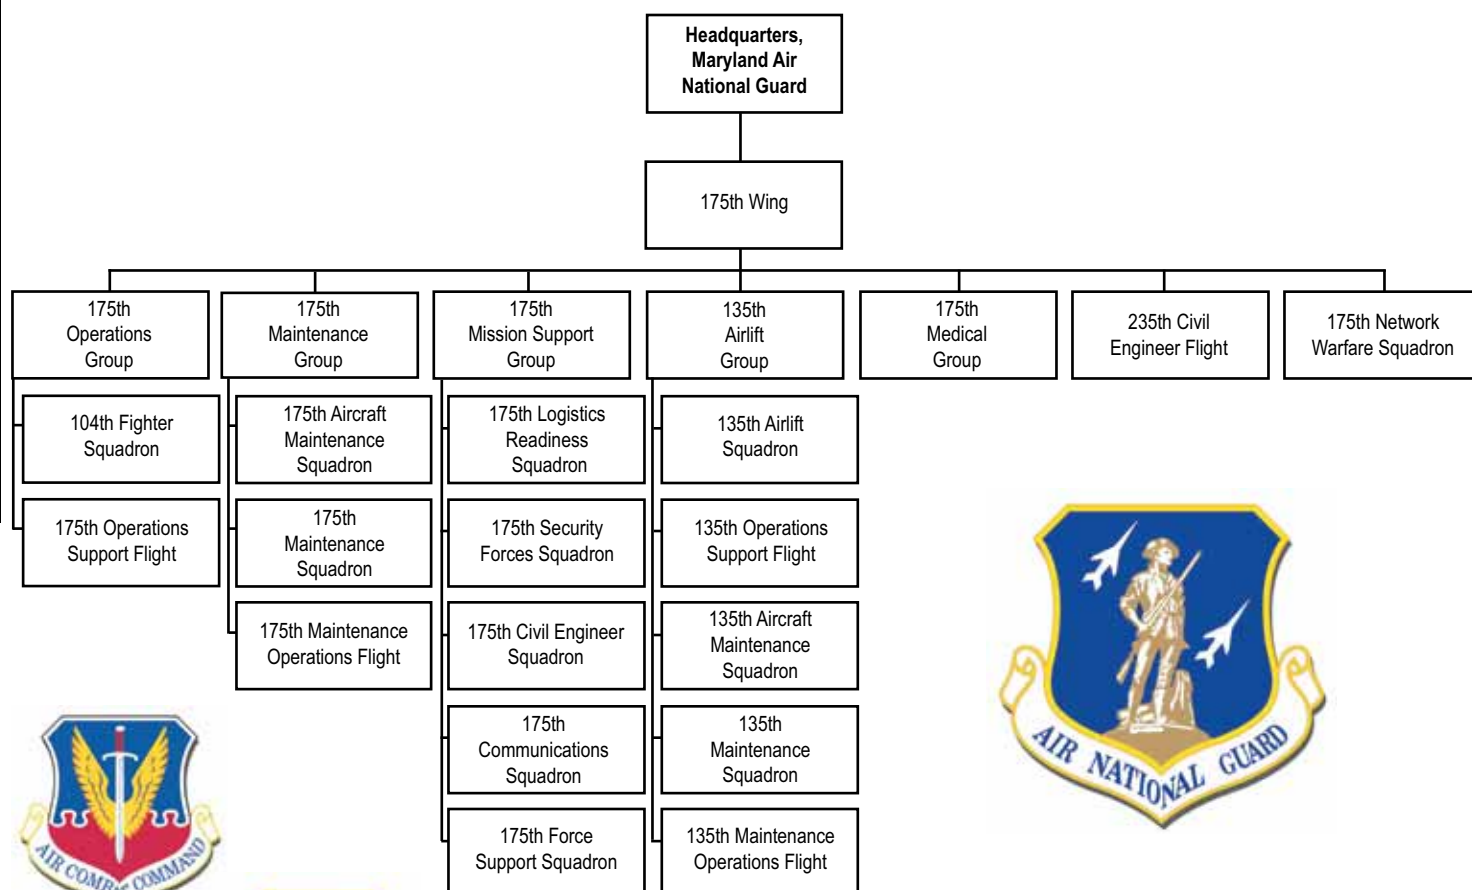 Headquarters,
Maryland Air
National Guard
175th Wing
175th
Operations
Group
175th
Maintenance
Group
175th
Mission Support
Group
135th
Airlift
Group
175th
Medical
Group
235th Civil
Engineer Flight
175th Network
Warfare Squadron
104th Fighter
Squadron
175th Operations
Support Flight
175th Aircraft
Maintenance
Squadron
175th
Maintenance
Squadron
175th Maintenance
Operations Flight
175th Logistics
Readiness
Squadron
175th Security
Forces Squadron
175th Civil Engineer
Squadron
175th
Communications
Squadron
175th Force
Support Squadron
135th Airlift
Squadron
135th Operations
Support Flight
135th Aircraft
Maintenance
Squadron
135th
Maintenance
Squadron
135th Maintenance
Operations Flight
AIR COMBAT COMMAND
AIR NATIONAL GUARD